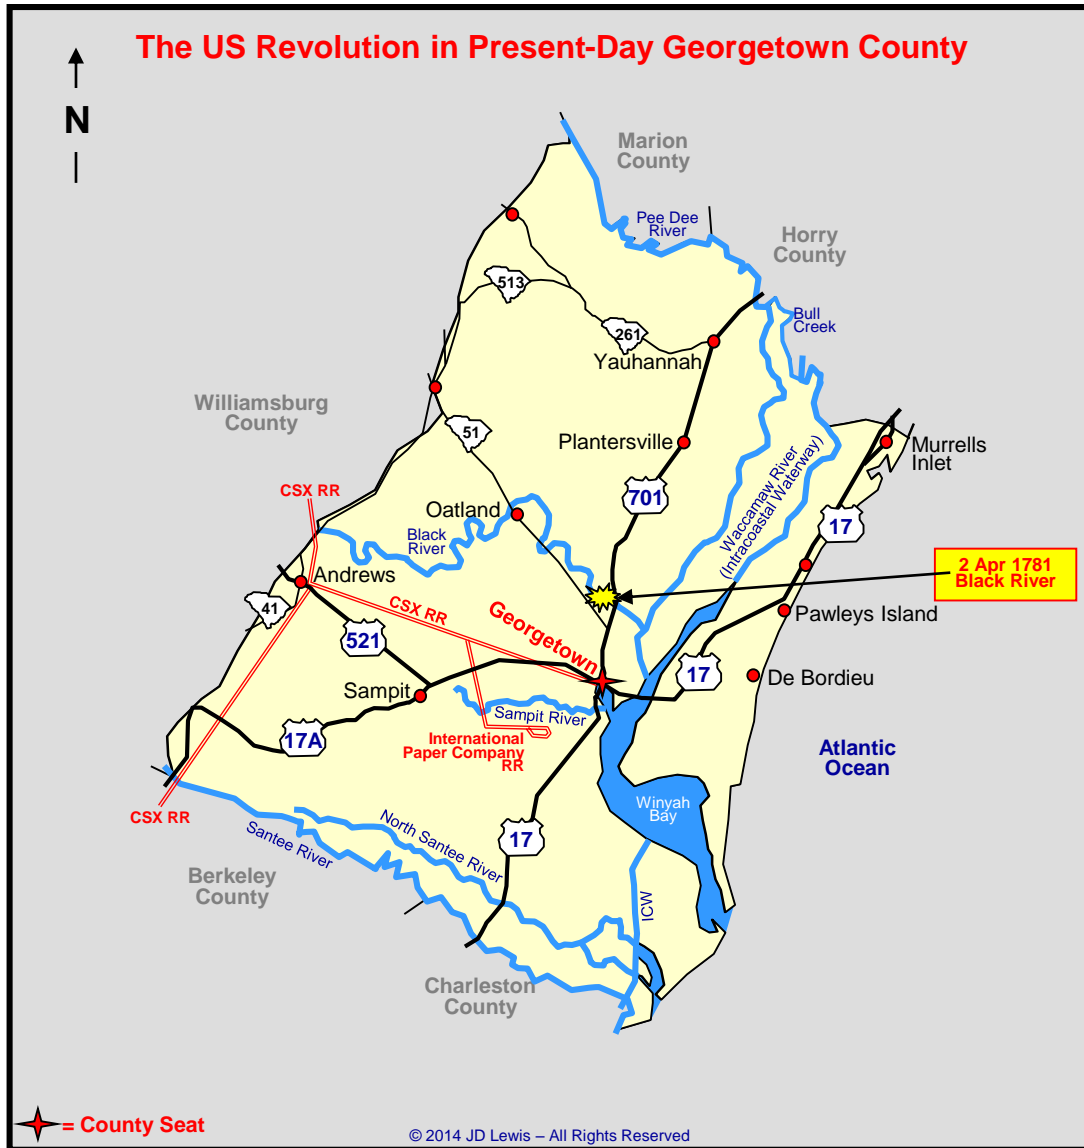 The US Revolution in Present-Day Georgetown County
N
Marion
County
Pee Dee
River
Horry
County
513
Bull
Creek
261
Yauhannah
Williamsburg
County
51
Plantersville
Murrells
Inlet
CSX RR
701
Waccamaw River
(Intracoastal Waterway)
Oatland
17
Black
River
2 Apr 1781
Black River
Andrews
41
CSX RR
Georgetown
Pawleys Island
521
17
De Bordieu
Sampit
Sampit River
17A
International
Paper Company
RR
Atlantic
Ocean
Winyah
Bay
CSX RR
North Santee River
Santee River
17
Berkeley
County
ICW
Charleston
County
= County Seat
© 2014 JD Lewis – All Rights Reserved